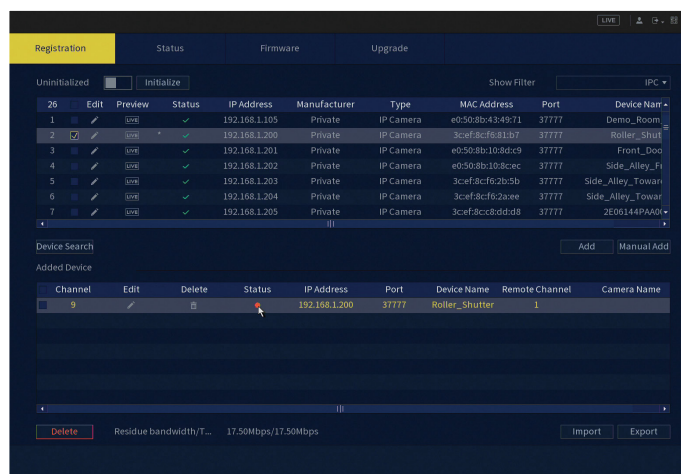 LIVE
Registration Status Firmware Upgrade
Uninitialized Initialize Show Filter IPC
26 Edit Preview Status IP Address Manufacturer Type MAC Address Port Device Nam
1 LIVE 192.168.1.105 Private IP Camera e0:50:8b:43:49:71 37777 Demo_Room
2 LIVE * 192.168.1.200 Private IP Camera 3c:ef:8c:f6:81:b7 37777 Roller_Shut
3 LIVE 192.168.1.201 Private IP Camera e0:50:8b:10:8d:c9 37777 Front_Doo
4 LIVE 192.168.1.202 Private IP Camera e0:50:8b:10:8c:ec 37777 Side_Alley_Fr
5 LIVE 192.168.1.203 Private IP Camera 3c:ef:8c:f6:2b:5b 37777 Side_Alley_Towar
6 LIVE 192.168.1.204 Private IP Camera 3c:ef:8c:f6:2a:ee 37777 Side_Alley_Towar
7 LIVE 192.168.1.205 Private IP Camera 3c:ef:8c:c8:dd:d8 37777 2E06144PAA00
Device Search Add Manual Add
Added Device
Channel Edit Delete Status IP Address Port Device Name Remote Channel Camera Name
9 192.168.1.200 37777 Roller_Shutter 1
Delete Residue bandwidth/T... 17.50Mbps/17.50Mbps Import Export